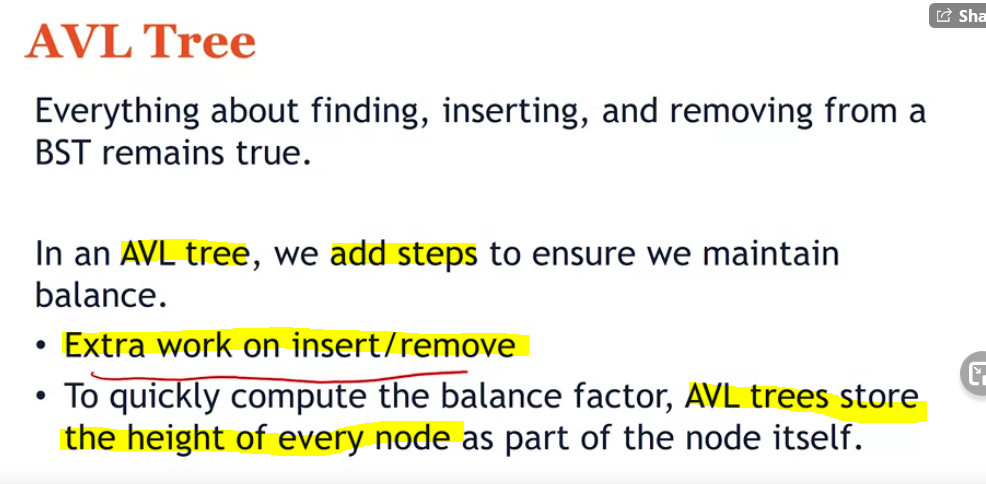 Sha
AVL Tree
Everything about finding, inserting, and removing from a
BST remains true.
In an AVL tree, we add steps to ensure we maintain
balance.
• Extra work on insert/remove
• To quickly compute the balance factor, AVL trees store
the height of every node as part of the node itself.